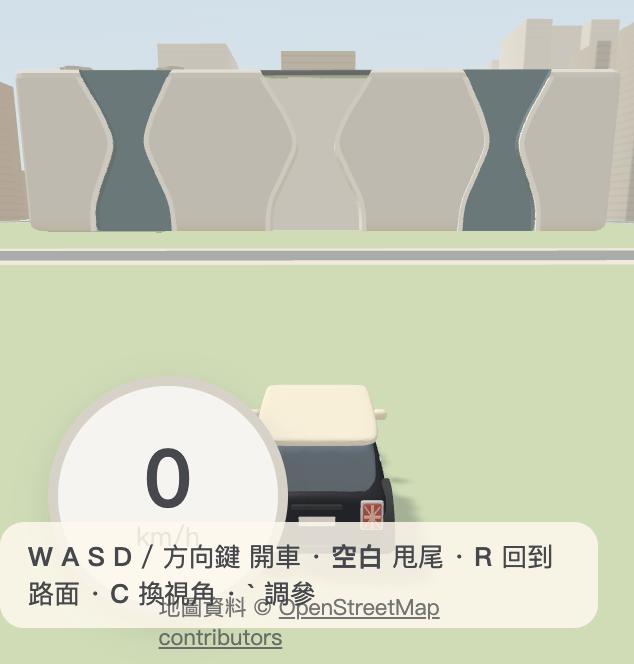 0
km/h
W A S D / 方向鍵 開車 · 空白 甩尾 · R 回到
路面 · C 換視角 · ` 調參
地圖資料 © OpenStreetMap
contributors